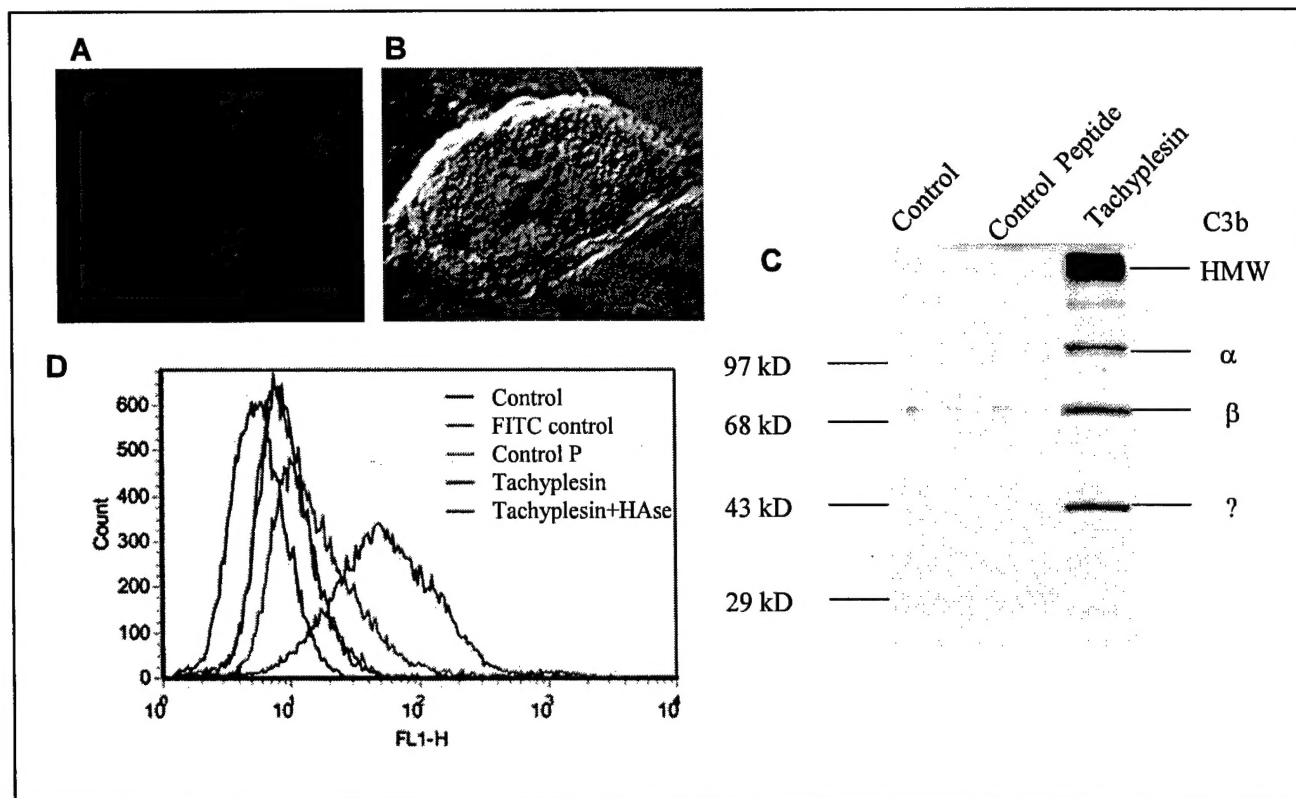 A
B
Control
Control Peptide
Tachyplesin
C3b
C
HMW
α
97 kD
β
68 kD
43 kD
?
29 kD
D
600
500
400
300
200
100
0
Count
Control
FITC control
Control P
Tachyplesin
Tachyplesin+HAse
10⁰
10¹
10²
10³
10⁴
FL1-H